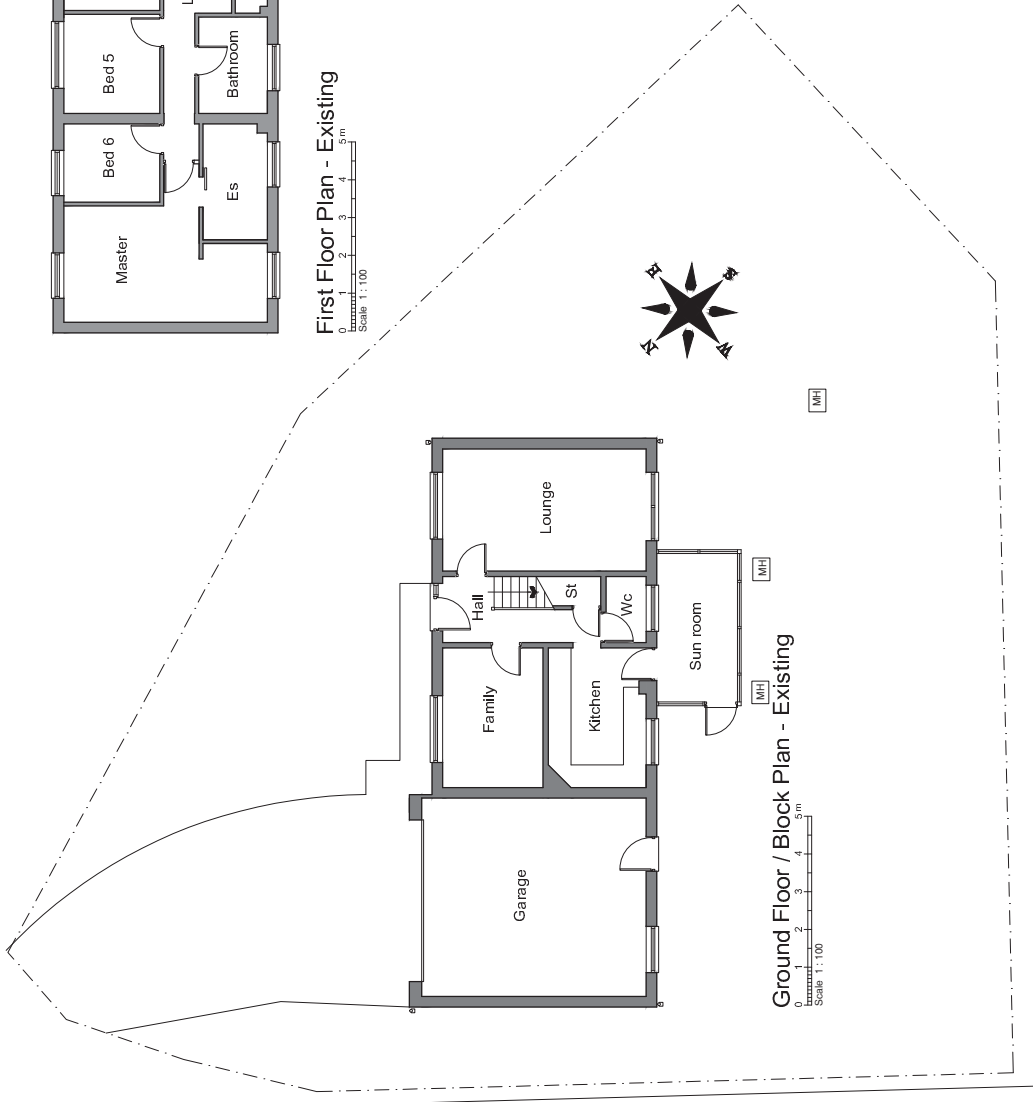 Bed 5
Bathroom
Bed 6
Es
Master
First Floor Plan - Existing
0 1 2 3 4 5 m
Scale 1 : 100
N
E
S
W
MH
Lounge
Hall
St
Wc
MH
Sun room
Family
Kitchen
MH
Garage
Ground Floor / Block Plan - Existing
0 1 2 3 4 5 m
Scale 1 : 100